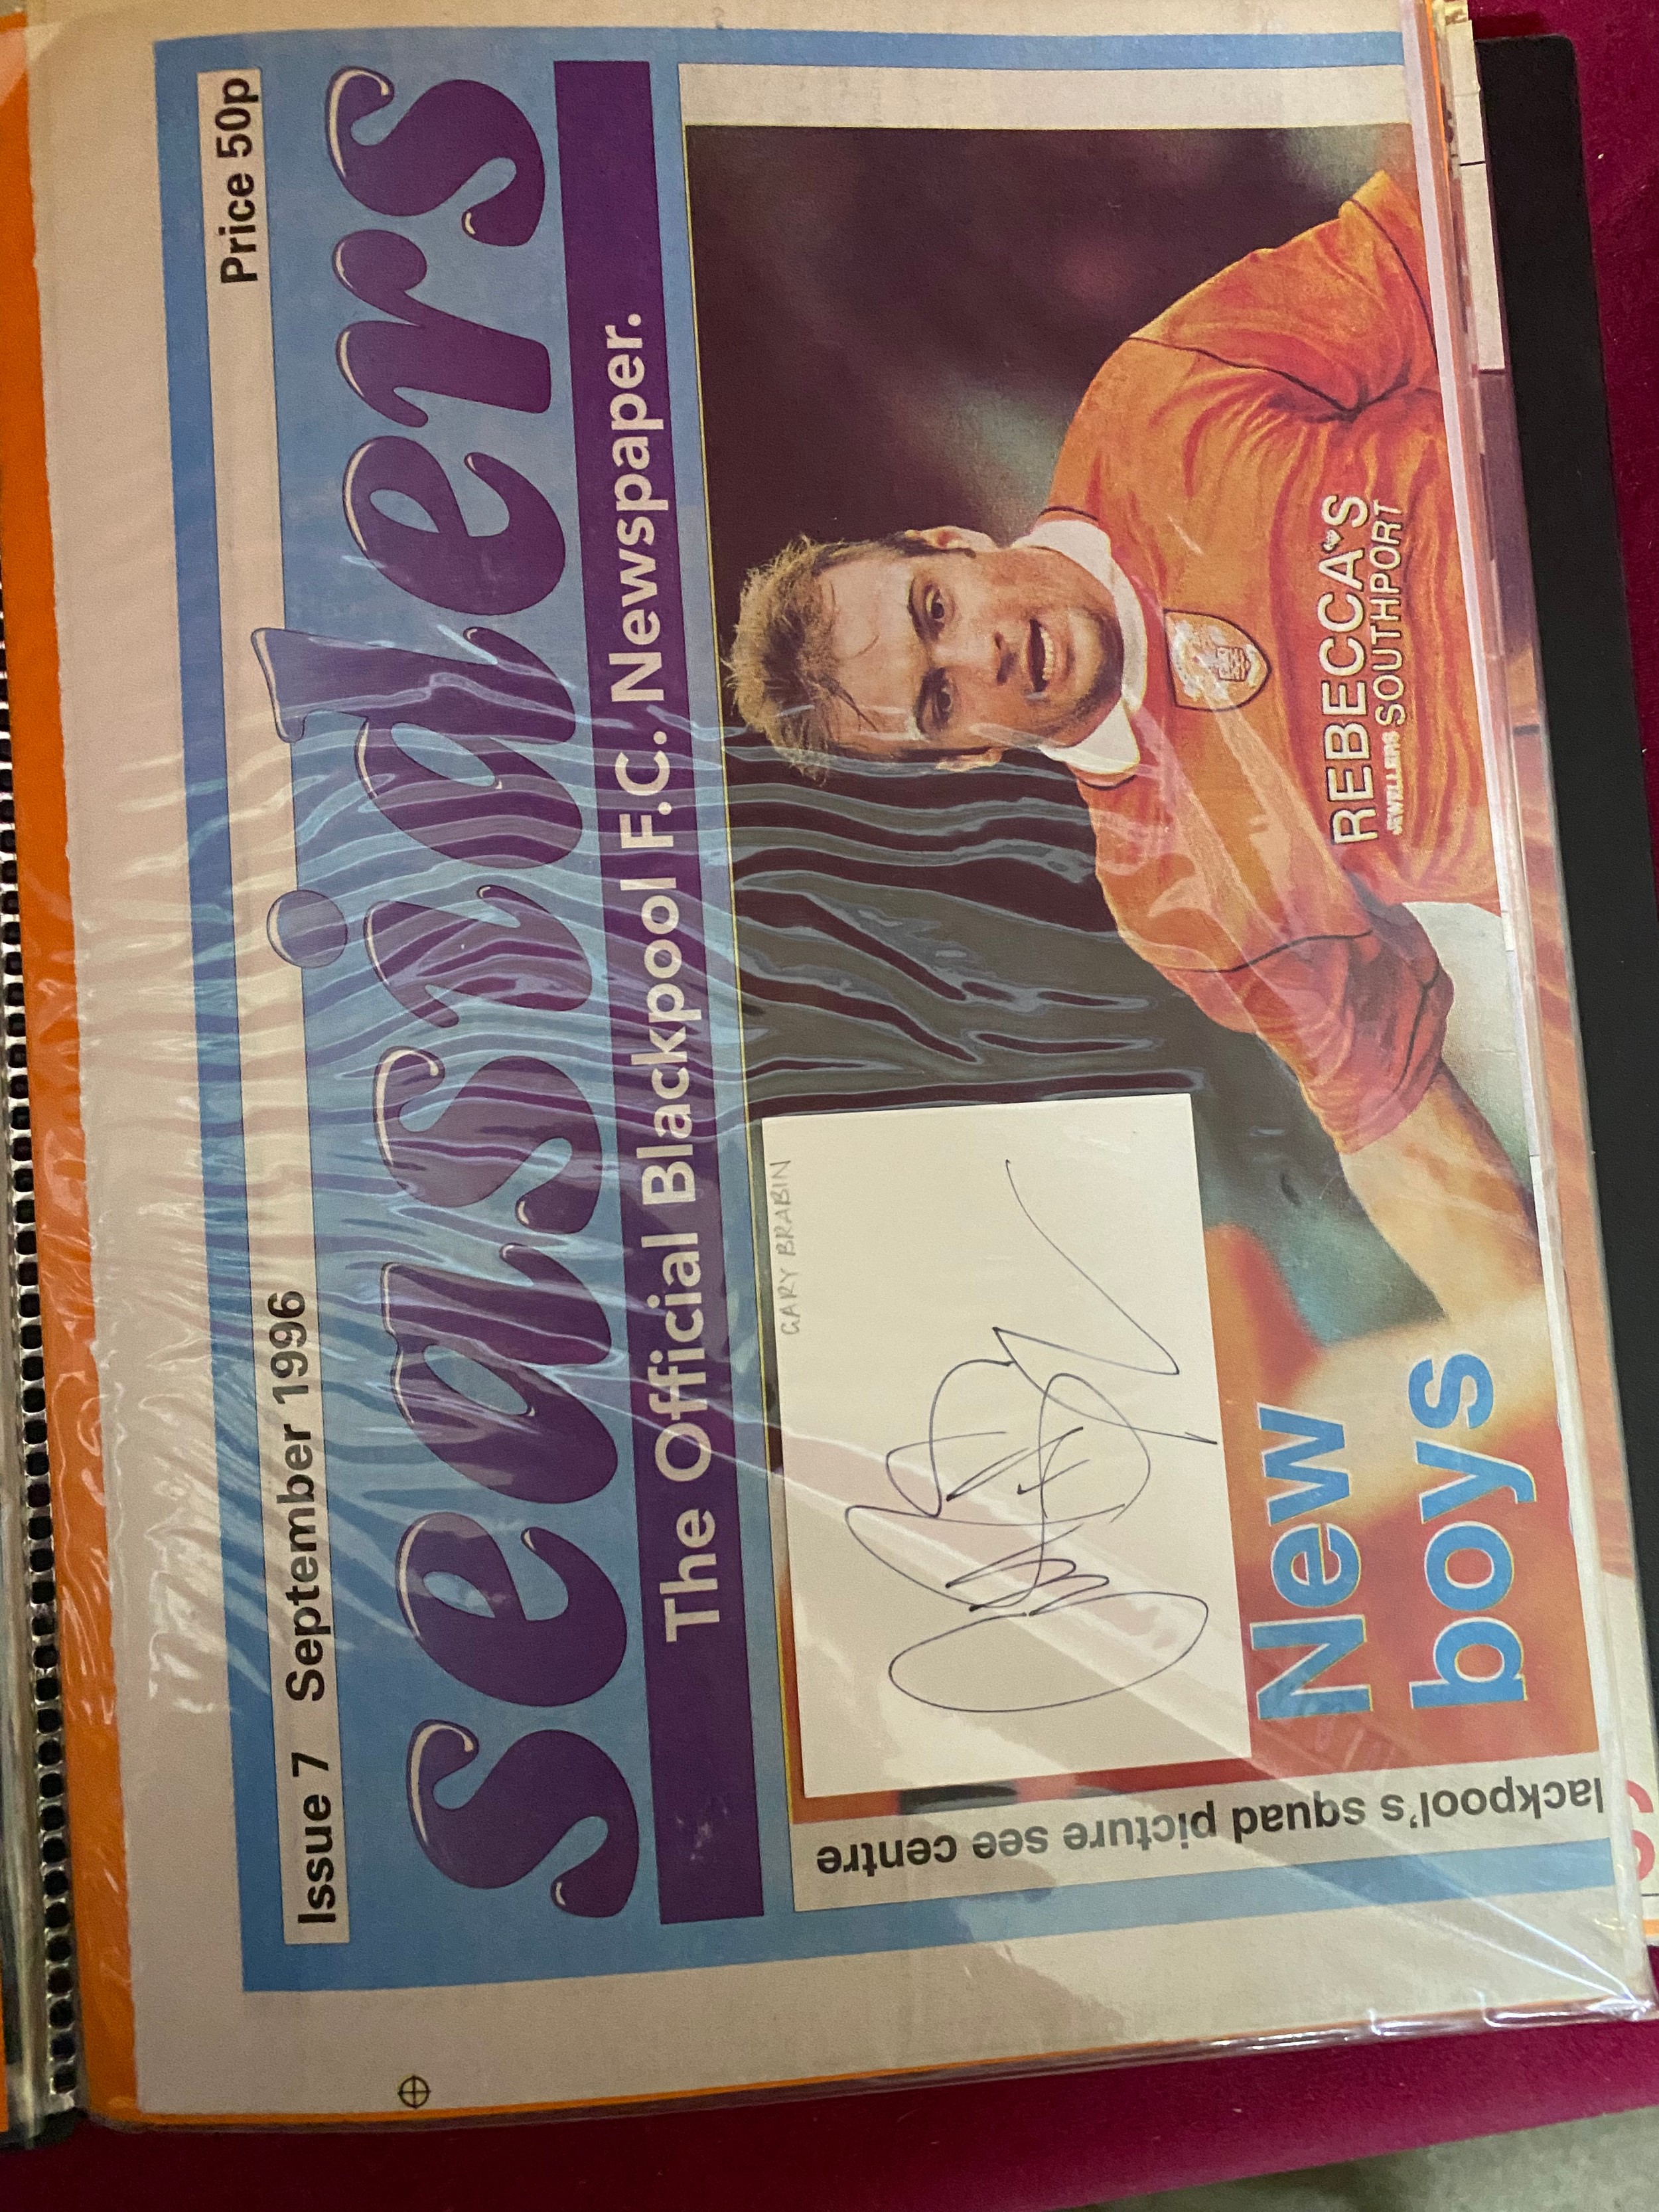 Issue 7 September 1996 Price 50p
seasiders
The Official Blackpool F.C. Newspaper.
GARY BRABIN
REBECCA'S
JEWELLERS SOUTHPORT
New
boys
lackpool's squad picture see centre